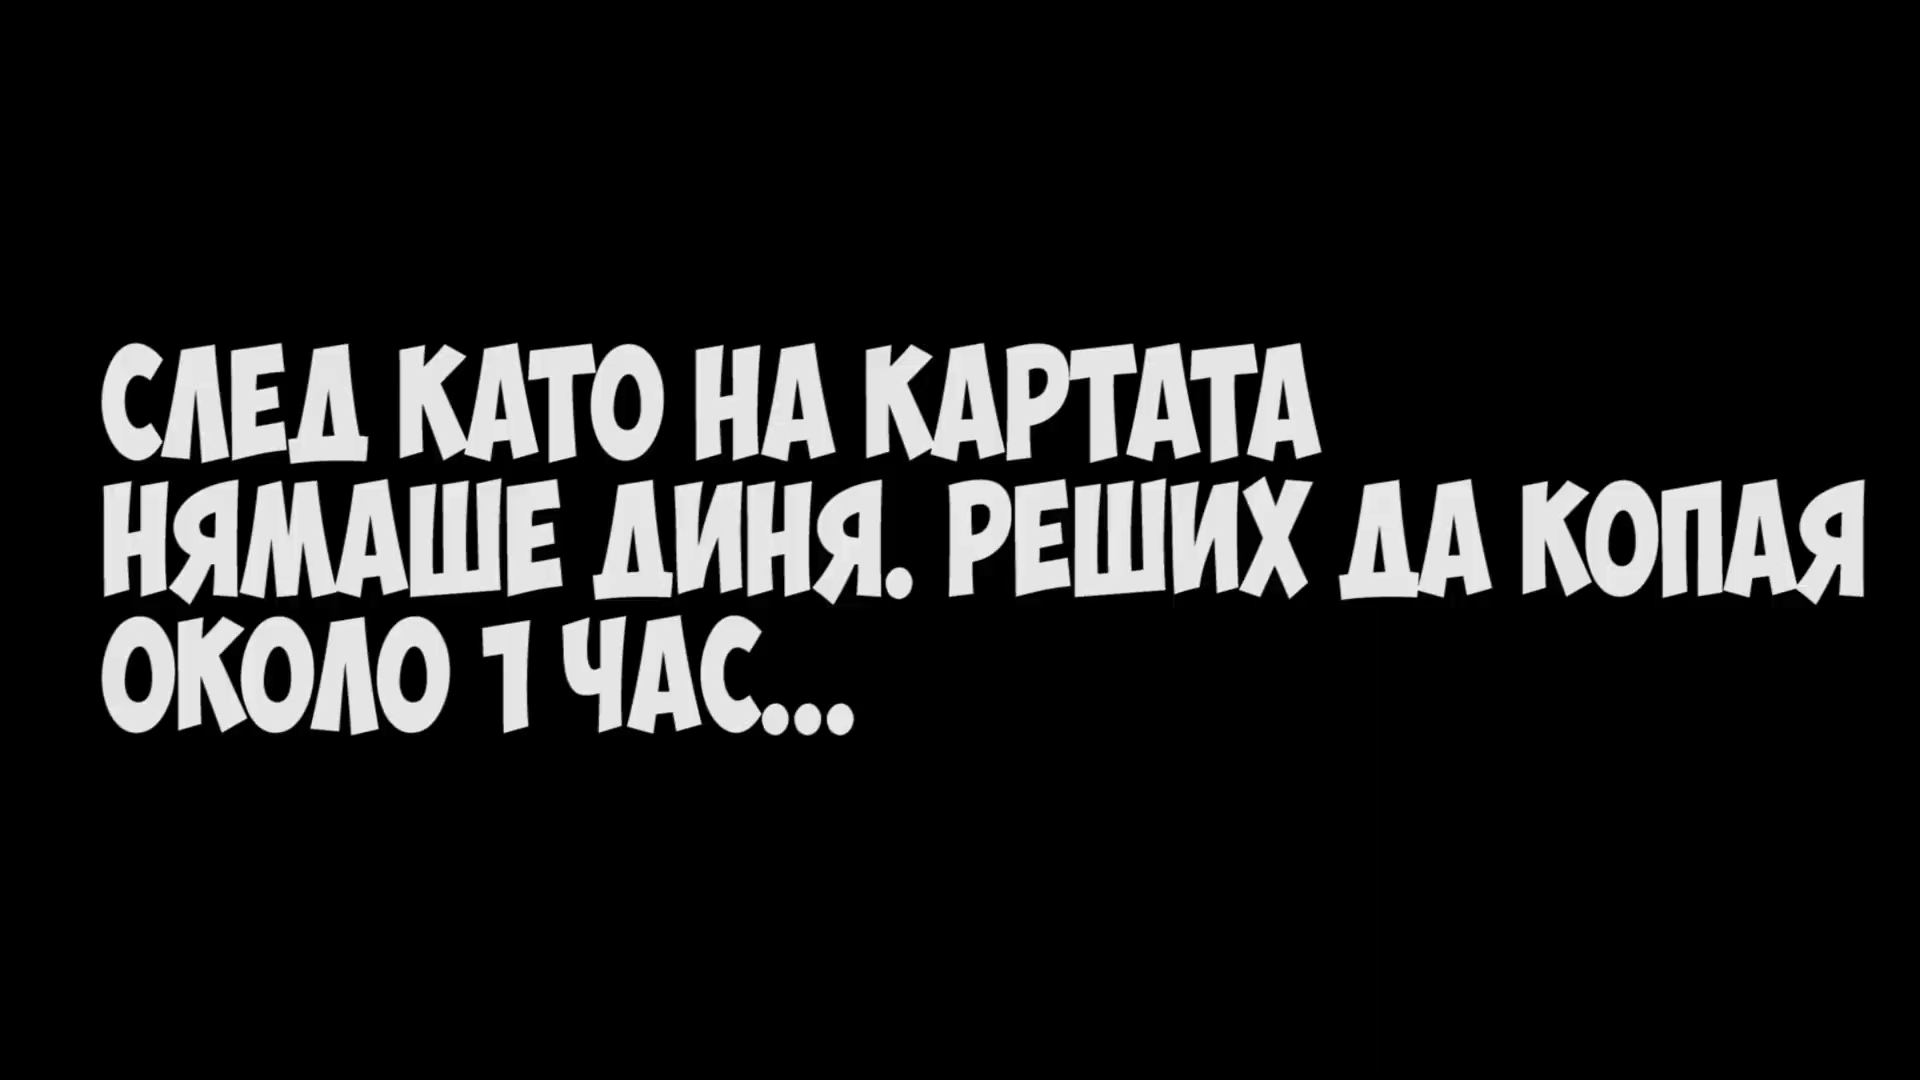 СЛЕД КАТО НА КАРТАТА
НЯМАШЕ ДИНЯ. РЕШИХ ДА КОПАЯ
ОКОЛО 1 ЧАС...